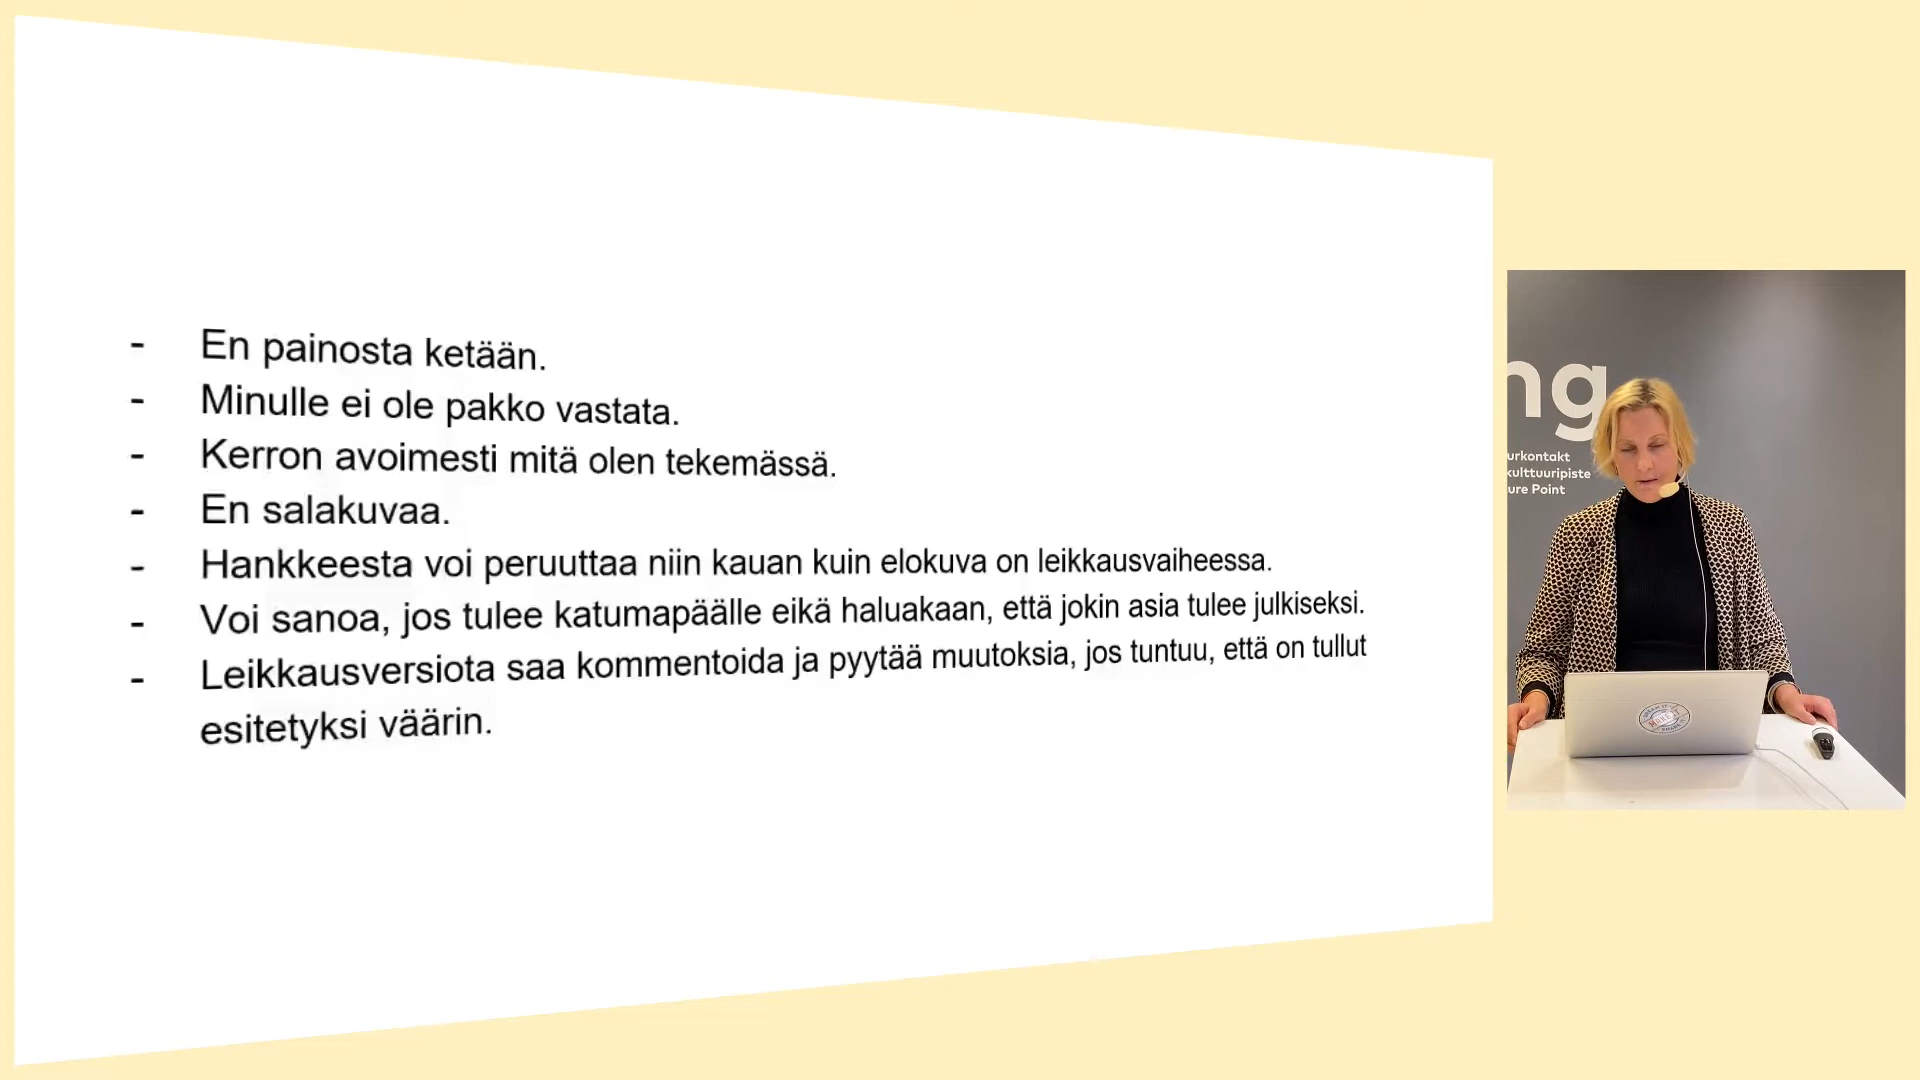 - En painosta ketään.
- Minulle ei ole pakko vastata.
- Kerron avoimesti mitä olen tekemässä.
- En salakuvaa.
- Hankkeesta voi peruuttaa niin kauan kuin elokuva on leikkausvaiheessa.
- Voi sanoa, jos tulee katumapäälle eikä haluakaan, että jokin asia tulee julkiseksi.
- Leikkausversiota saa kommentoida ja pyytää muutoksia, jos tuntuu, että on tullut
esitetyksi väärin.
ng
urkontakt
kulttuuripiste
ure Point
MAKE